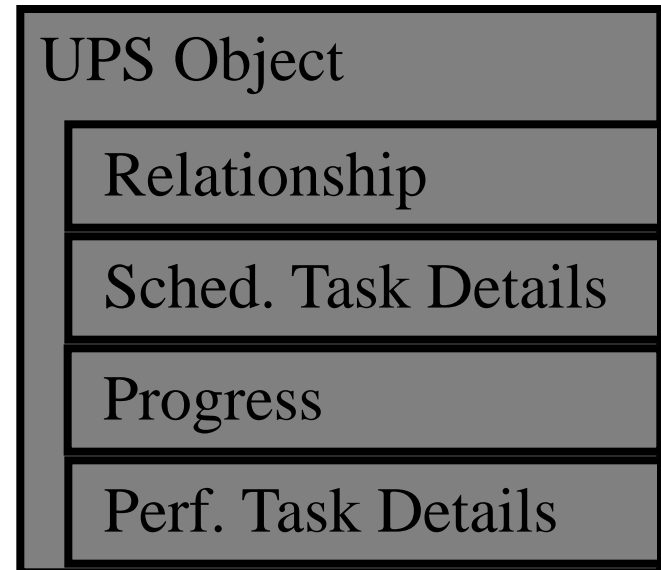 UPS Object
Relationship
Sched. Task Details
Progress
Perf. Task Details